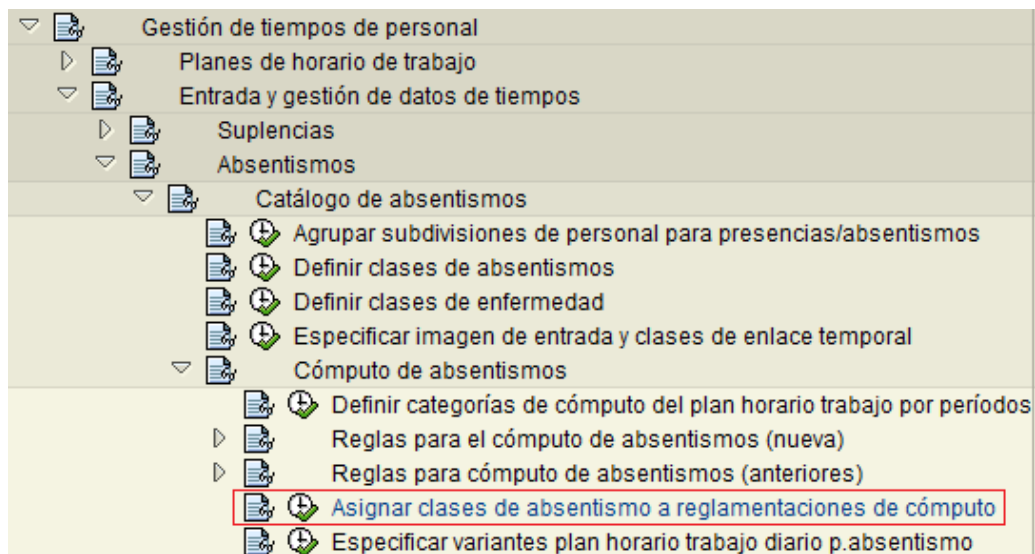 Gestión de tiempos de personal
Planes de horario de trabajo
Entrada y gestión de datos de tiempos
Suplencias
Absentismos
Catálogo de absentismos
Agrupar subdivisiones de personal para presencias/absentismos
Definir clases de absentismos
Definir clases de enfermedad
Especificar imagen de entrada y clases de enlace temporal
Cómputo de absentismos
Definir categorías de cómputo del plan horario trabajo por períodos
Reglas para el cómputo de absentismos (nueva)
Reglas para cómputo de absentismos (anteriores)
Asignar clases de absentismo a reglamentaciones de cómputo
Especificar variantes plan horario trabajo diario p.absentismo